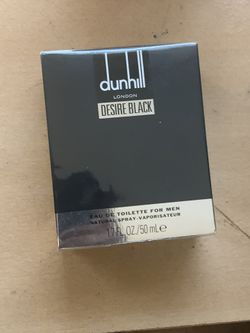 dunhill
LONDON
DESIRE BLACK
EAU DE TOILETTE FOR MEN
NATURAL SPRAY-VAPORISATEUR
1.7 FL.OZ./50 mL e